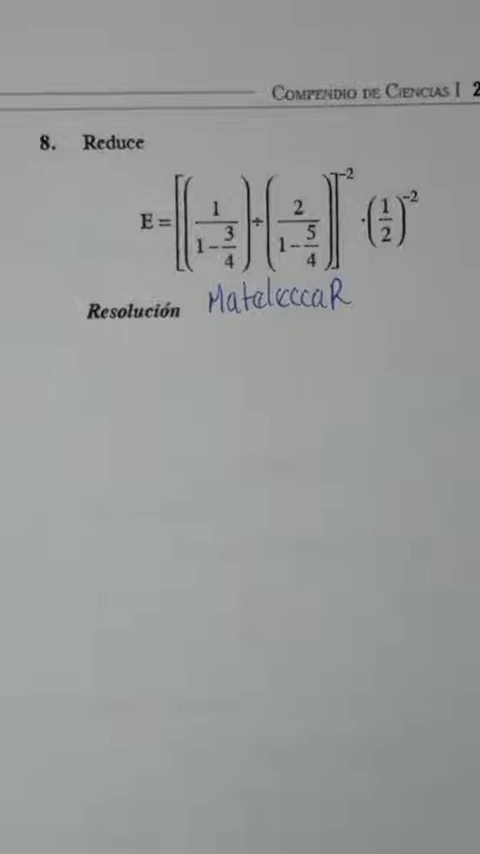 COMPENDIO DE CIENCIAS I 2
8. Reduce
E = [(1/(1-3/4)) ÷ (2/(1-5/4))]^-2 · (1/2)^-2
Resolución MateleccaR